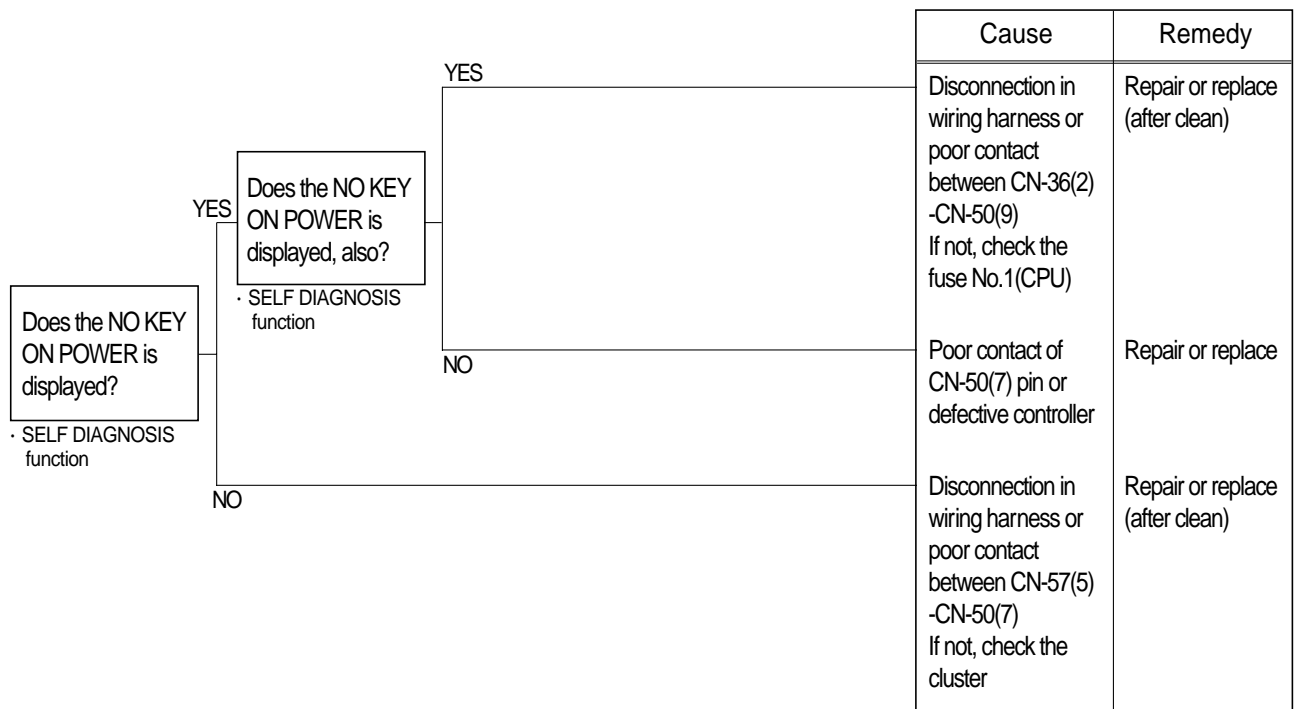 Cause
Remedy
YES
Disconnection in
wiring harness or
poor contact
between CN-36(2)
-CN-50(9)
If not, check the
fuse No.1(CPU)
Repair or replace
(after clean)
YES
Does the NO KEY
ON POWER is
displayed, also?
· SELF DIAGNOSIS
function
Does the NO KEY
ON POWER is
displayed?
· SELF DIAGNOSIS
function
NO
Poor contact of
CN-50(7) pin or
defective controller
Repair or replace
NO
Disconnection in
wiring harness or
poor contact
between CN-57(5)
-CN-50(7)
If not, check the
cluster
Repair or replace
(after clean)